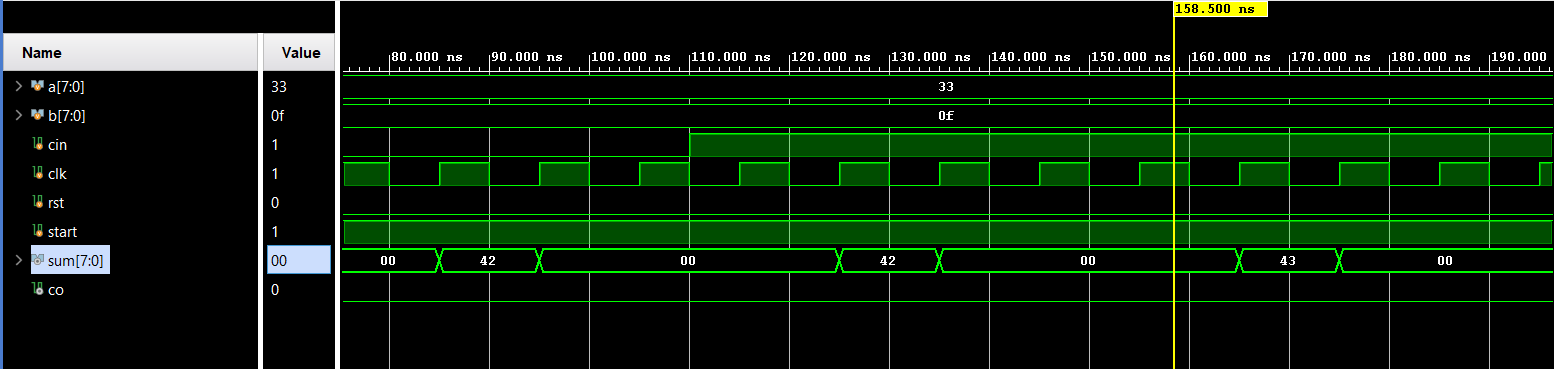 158.500 ns
Name Value 80.000 ns 90.000 ns 100.000 ns 110.000 ns 120.000 ns 130.000 ns 140.000 ns 150.000 ns 160.000 ns 170.000 ns 180.000 ns 190.000
a[7:0] 33 33
b[7:0] 0f 0f
cin 1
clk 1
rst 0
start 1
sum[7:0] 00 00 42 00 42 00 43 00
co 0